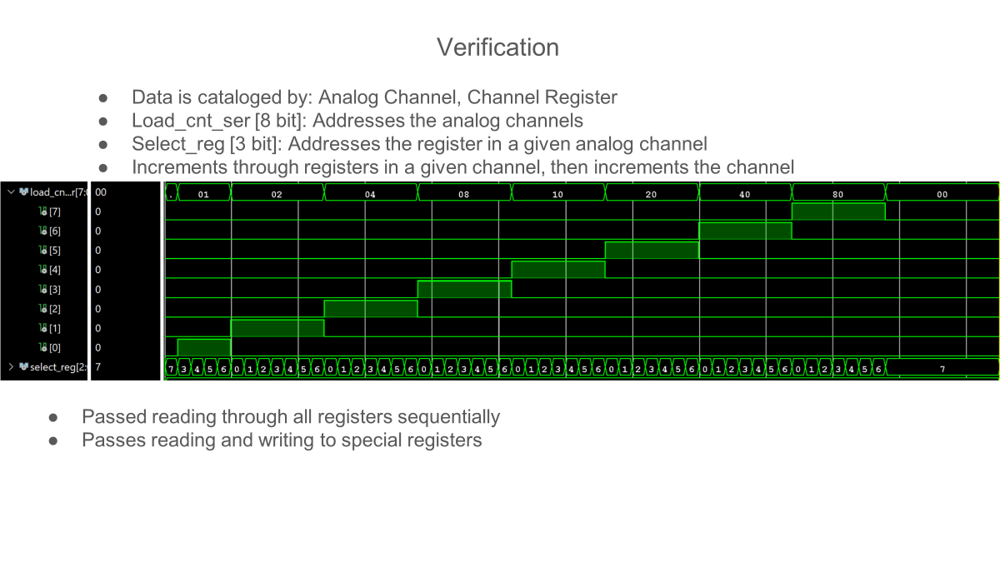 Verification
● Data is cataloged by: Analog Channel, Channel Register
● Load_cnt_ser [8 bit]: Addresses the analog channels
● Select_reg [3 bit]: Addresses the register in a given analog channel
● Increments through registers in a given channel, then increments the channel
load_cn...r[7:0 00 . 01 02 04 08 10 20 40 80 00
[7] 0
[6] 0
[5] 0
[4] 0
[3] 0
[2] 0
[1] 0
[0] 0
select_reg[2: 7 7 3 4 5 6 0 1 2 3 4 5 6 0 1 2 3 4 5 6 0 1 2 3 4 5 6 0 1 2 3 4 5 6 0 1 2 3 4 5 6 0 1 2 3 4 5 6 0 1 2 3 4 5 6 7
● Passed reading through all registers sequentially
● Passes reading and writing to special registers